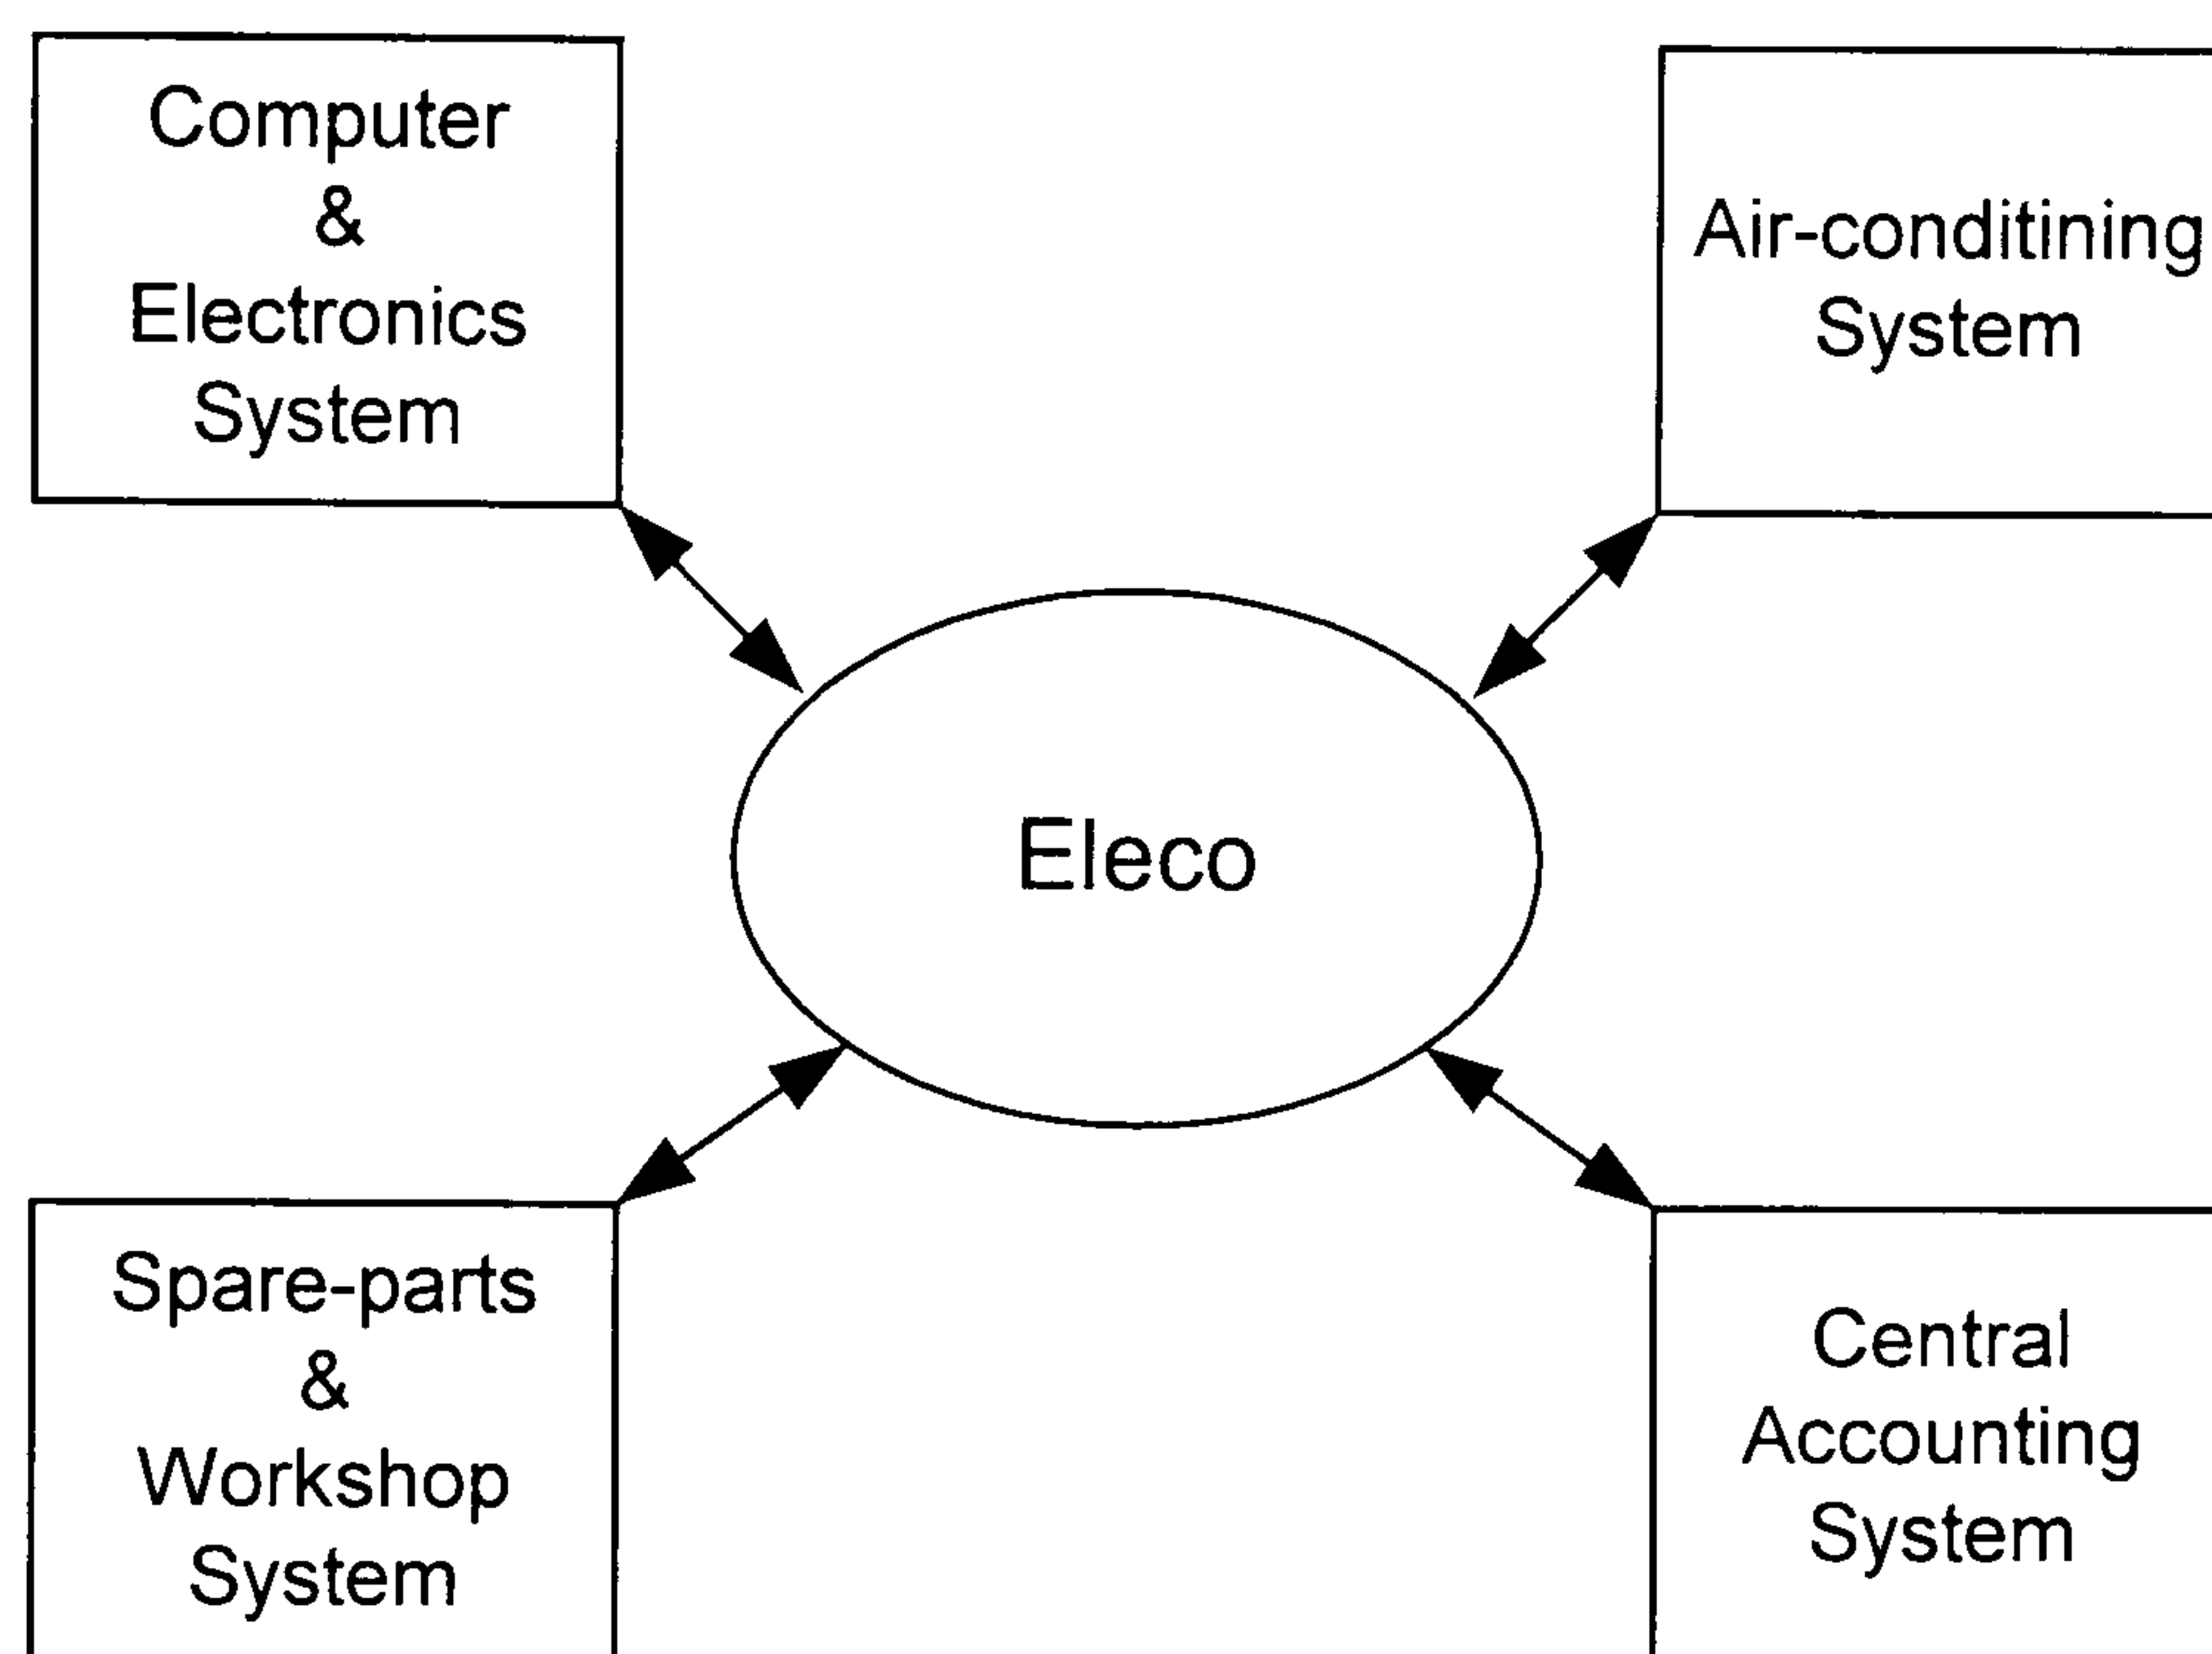 Computer
&
Electronics
System
Air-conditining
System
Eleco
Spare-parts
&
Workshop
System
Central
Accounting
System